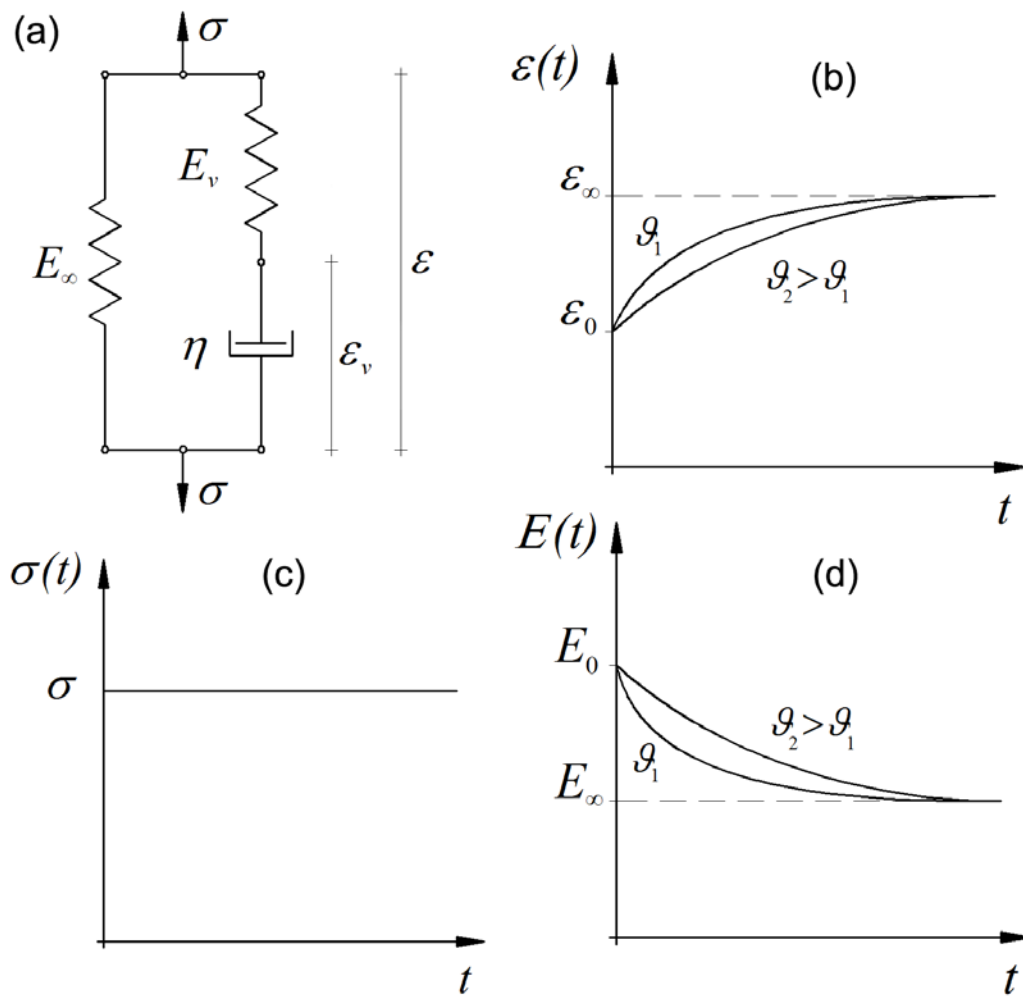 (a)
σ
E_v
E_∞
η
ε_v
ε
σ
(b)
ε(t)
ε_∞
ϑ_1
ϑ_2>ϑ_1
ε_0
t
(c)
σ(t)
σ
t
(d)
E(t)
E_0
ϑ_2>ϑ_1
ϑ_1
E_∞
t